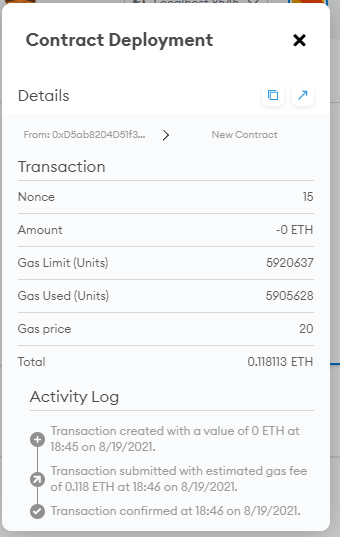 Localhost 8545
Contract Deployment
Details
From: 0xD5ab8204D51f3... > New Contract
Transaction
Nonce 15
Amount -0 ETH
Gas Limit (Units) 5920637
Gas Used (Units) 5905628
Gas price 20
Total 0.118113 ETH
Activity Log
Transaction created with a value of 0 ETH at
18:45 on 8/19/2021.
Transaction submitted with estimated gas fee
of 0.118 ETH at 18:46 on 8/19/2021.
Transaction confirmed at 18:46 on 8/19/2021.